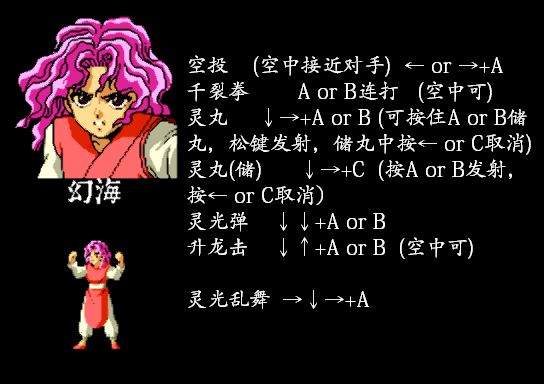 空投 (空中接近对手) ← or →+A
千裂拳 A or B连打 (空中可)
灵丸 ↓→+A or B (可按住A or B储
丸，松键发射，储丸中按← or C取消)
灵丸(储) ↓→+C (按A or B发射，
按← or C取消)
灵光弹 ↓↓+A or B
升龙击 ↓↑+A or B (空中可)
灵光乱舞 →↓→+A
幻海